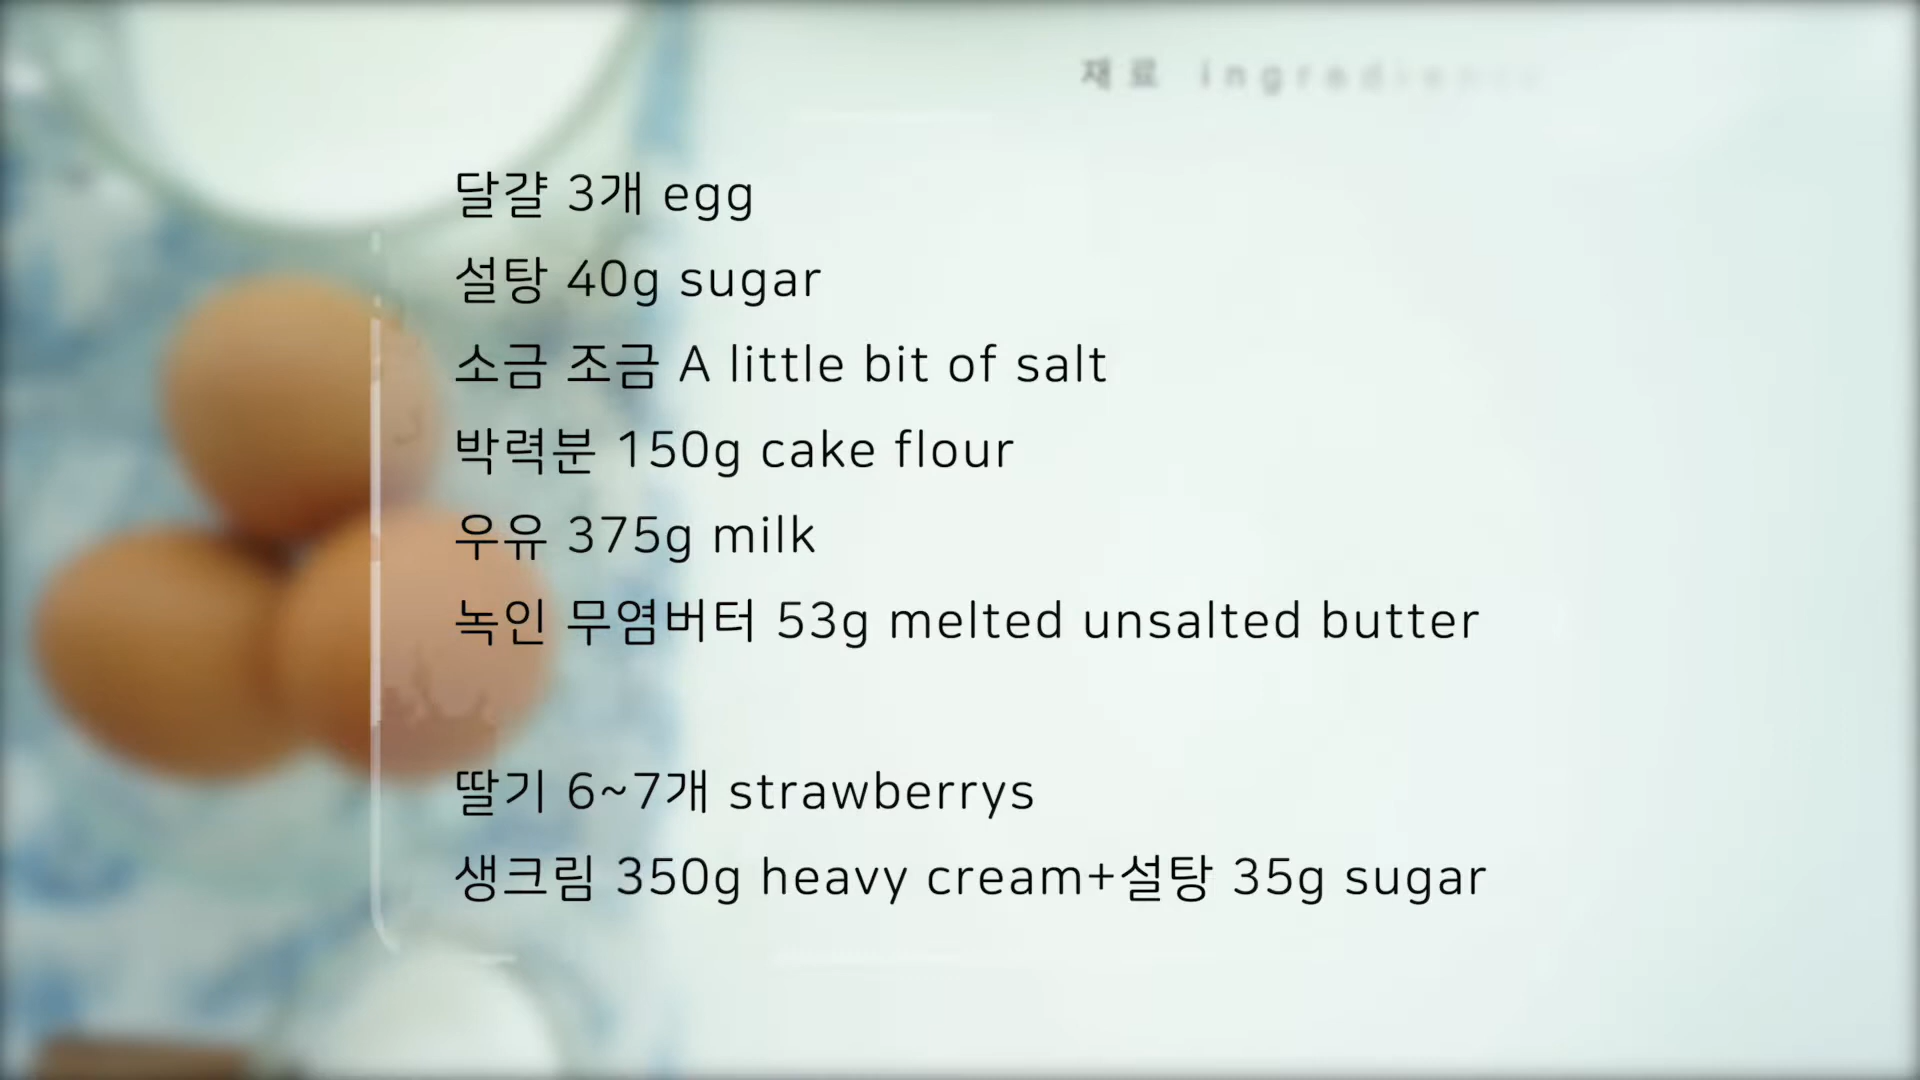 재료 ingredients
달걀 3개 egg
설탕 40g sugar
소금 조금 A little bit of salt
박력분 150g cake flour
우유 375g milk
녹인 무염버터 53g melted unsalted butter
딸기 6~7개 strawberrys
생크림 350g heavy cream+설탕 35g sugar